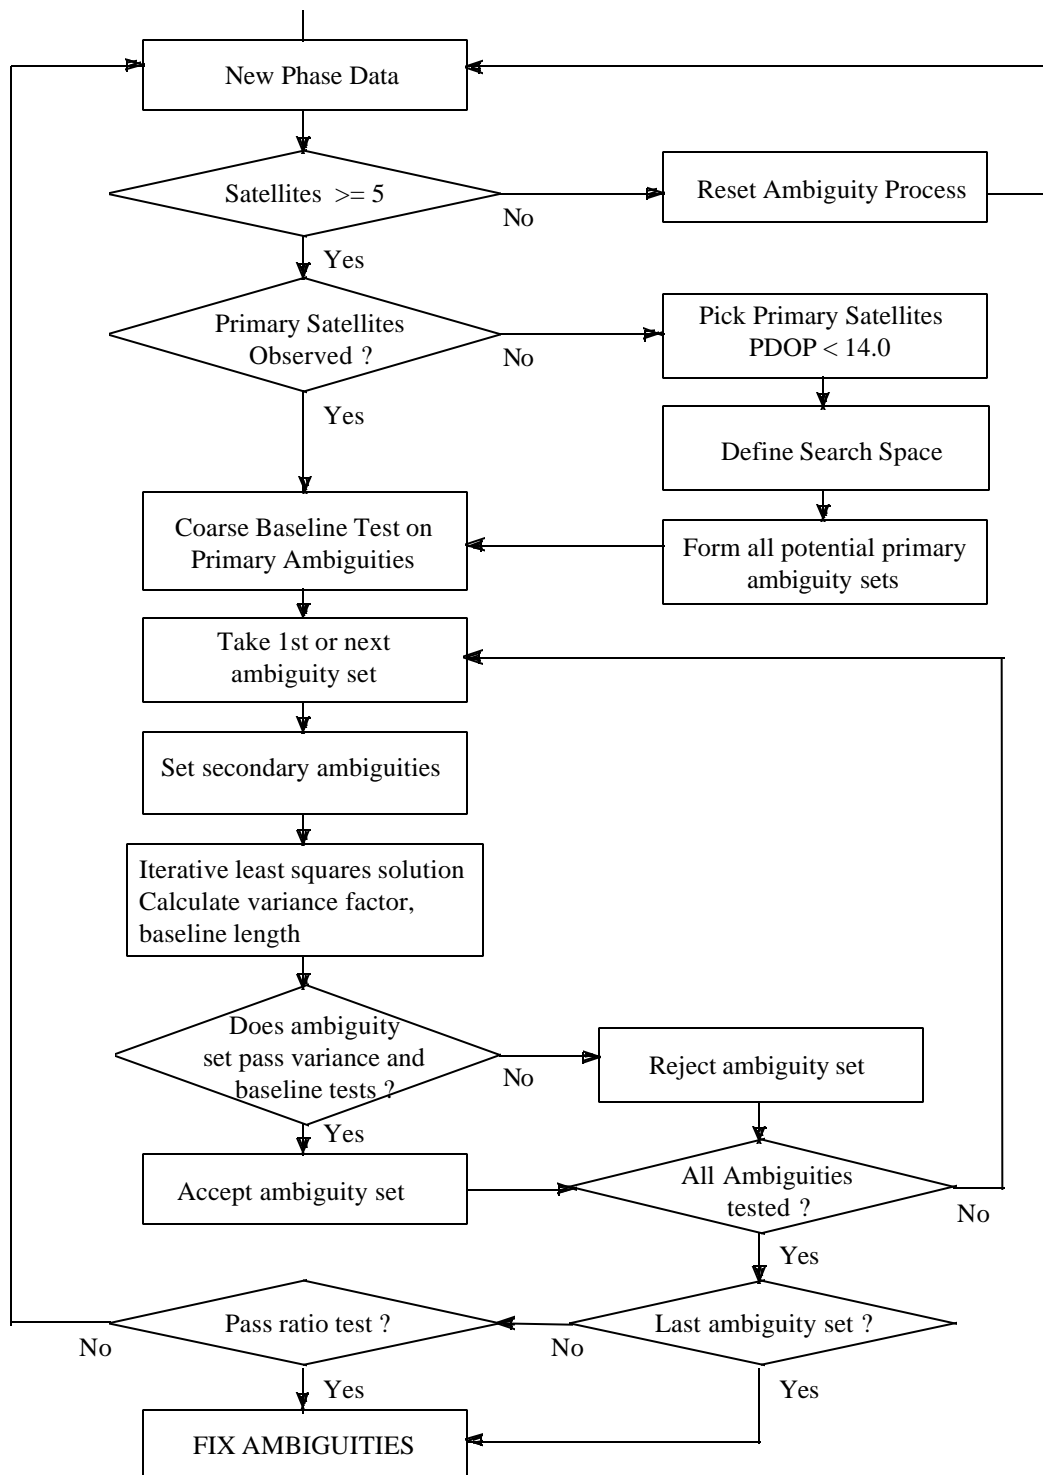 New Phase Data
Satellites >= 5
No
Reset Ambiguity Process
Yes
Primary Satellites
Observed ?
No
Pick Primary Satellites
PDOP < 14.0
Yes
Define Search Space
Coarse Baseline Test on
Primary Ambiguities
Form all potential primary
ambiguity sets
Take 1st or next
ambiguity set
Set secondary ambiguities
Iterative least squares solution
Calculate variance factor,
baseline length
Does ambiguity
set pass variance and
baseline tests ?
No
Reject ambiguity set
Yes
Accept ambiguity set
All Ambiguities
tested ?
No
Yes
Pass ratio test ?
No
Last ambiguity set ?
No
Yes
Yes
FIX AMBIGUITIES